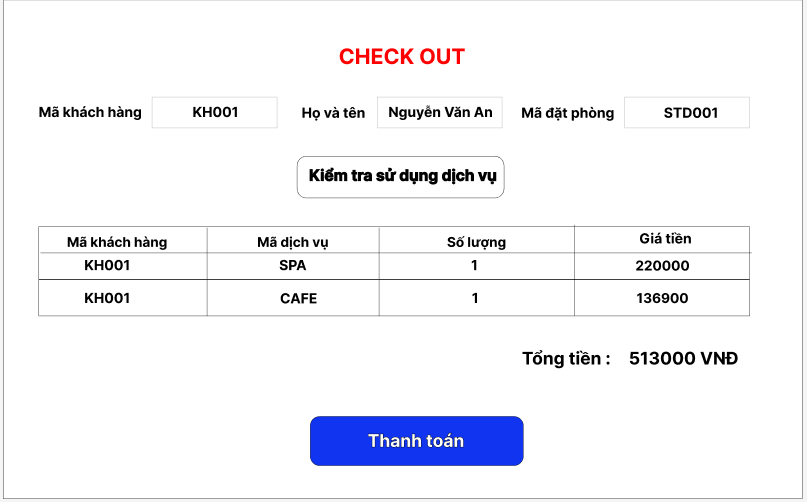 CHECK OUT
Mã khách hàng KH001 Họ và tên Nguyễn Văn An Mã đặt phòng STD001
Kiểm tra sử dụng dịch vụ
Mã khách hàng Mã dịch vụ Số lượng Giá tiền
KH001 SPA 1 220000
KH001 CAFE 1 136900
Tổng tiền : 513000 VNĐ
Thanh toán